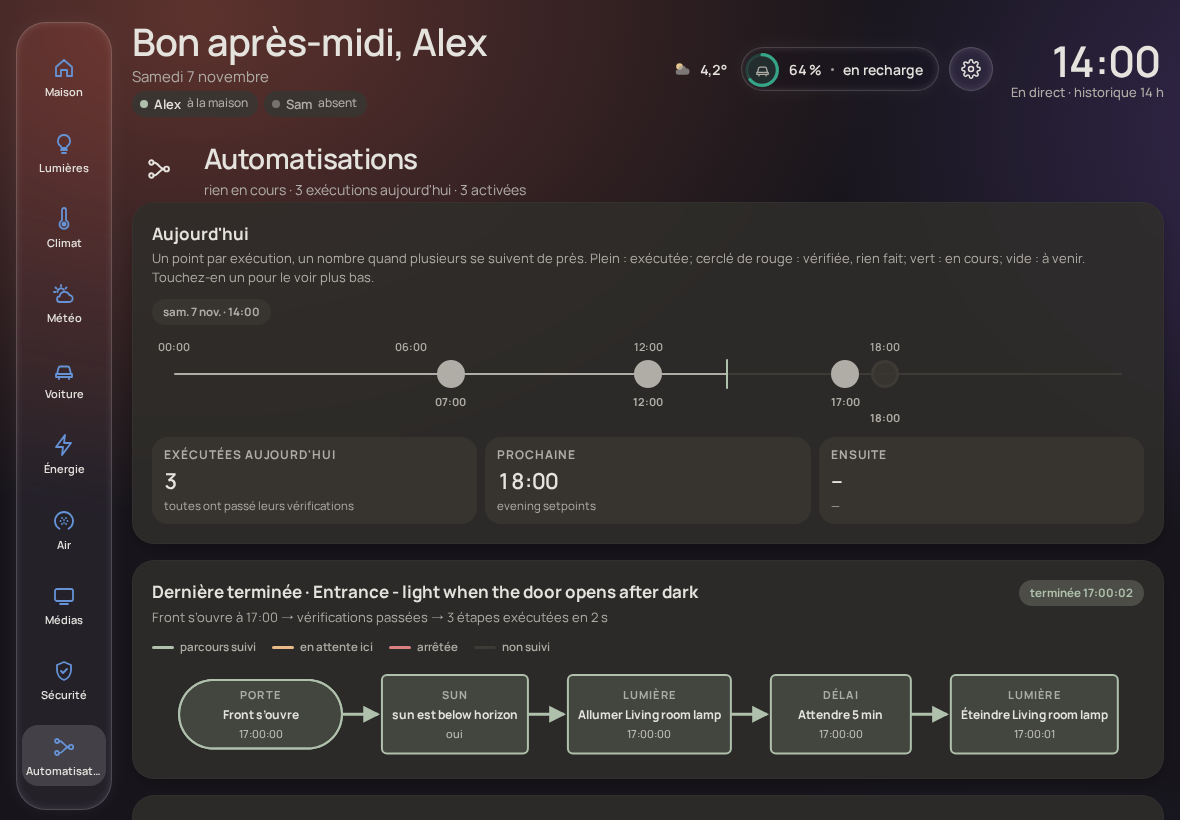 Bon après-midi, Alex
Samedi 7 novembre
Alex à la maison
Sam absent
4,2°
64 % · en recharge
14:00
En direct · historique 14 h
Maison
Lumières
Climat
Météo
Voiture
Énergie
Air
Médias
Sécurité
Automatisat…
Automatisations
rien en cours · 3 exécutions aujourd'hui · 3 activées
Aujourd'hui
Un point par exécution, un nombre quand plusieurs se suivent de près. Plein : exécutée; cerclé de rouge : vérifiée, rien fait; vert : en cours; vide : à venir.
Touchez-en un pour le voir plus bas.
sam. 7 nov. · 14:00
00:00
06:00
12:00
18:00
07:00
12:00
17:00
18:00
EXÉCUTÉES AUJOURD'HUI
3
toutes ont passé leurs vérifications
PROCHAINE
18:00
evening setpoints
ENSUITE
–
—
Dernière terminée · Entrance - light when the door opens after dark
terminée 17:00:02
Front s'ouvre à 17:00 → vérifications passées → 3 étapes exécutées en 2 s
parcours suivi
en attente ici
arrêtée
non suivi
PORTE
Front s'ouvre
17:00:00
SUN
sun est below horizon
oui
LUMIÈRE
Allumer Living room lamp
17:00:00
DÉLAI
Attendre 5 min
17:00:00
LUMIÈRE
Éteindre Living room lamp
17:00:01